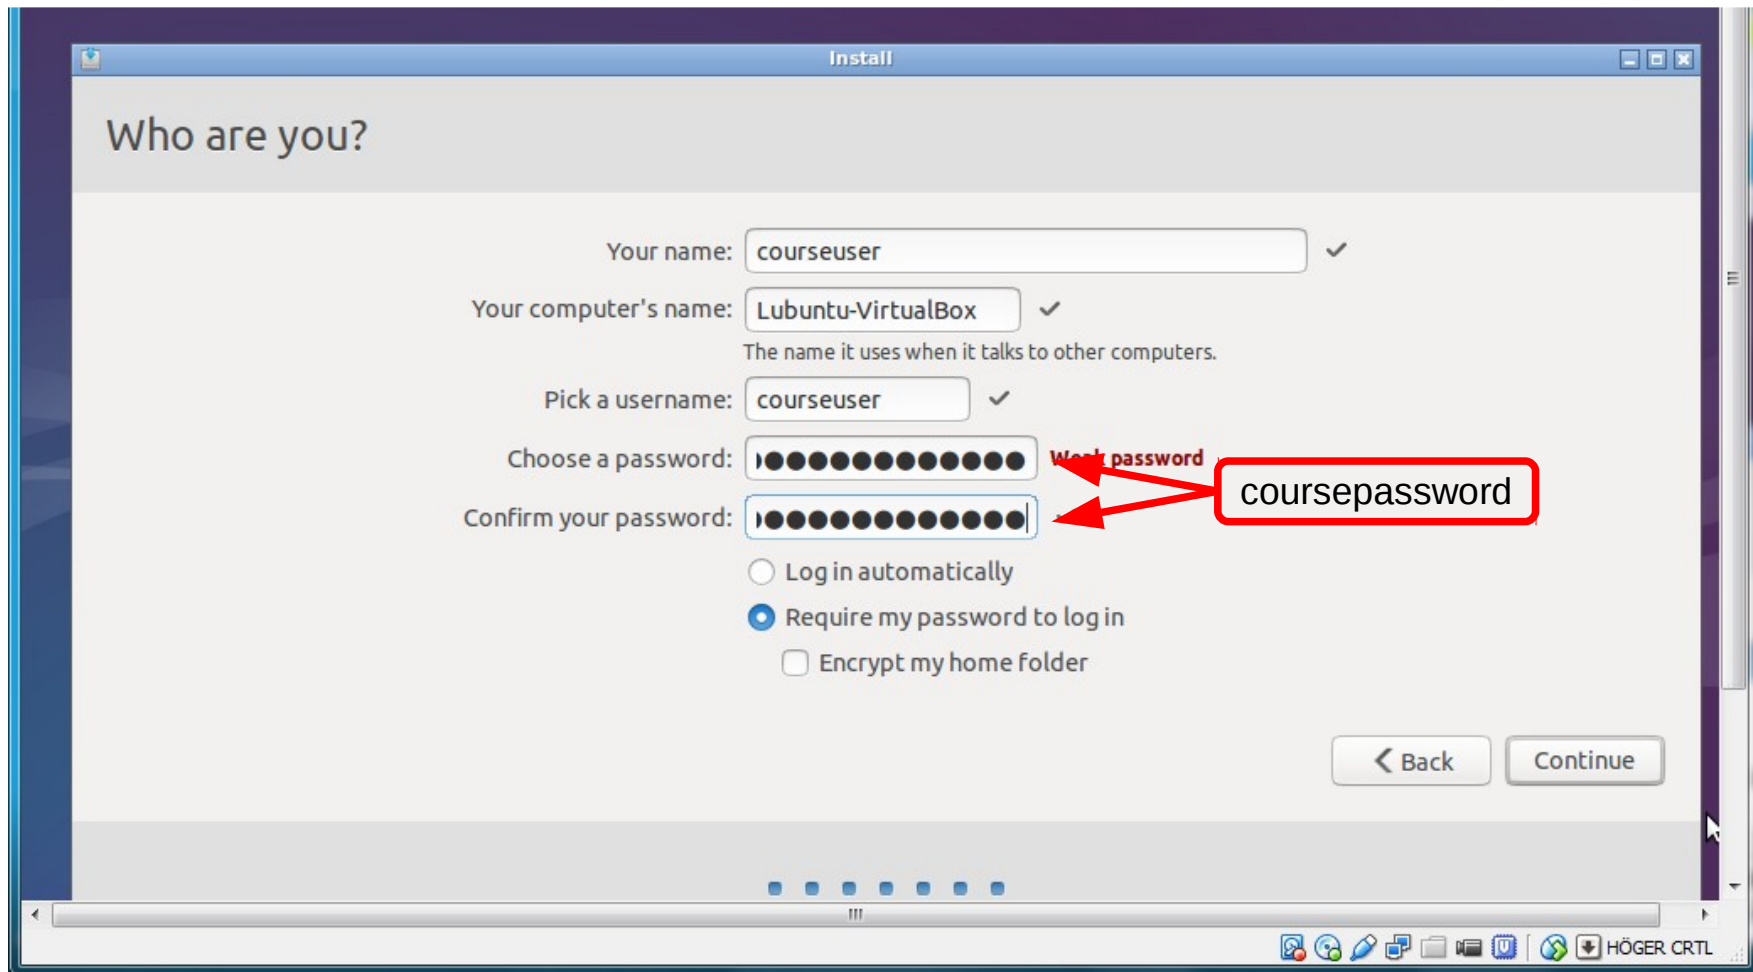 Install
Who are you?
Your name: courseuser
Your computer's name: Lubuntu-VirtualBox
The name it uses when it talks to other computers.
Pick a username: courseuser
Choose a password: Weak password
coursepassword
Confirm your password:
Log in automatically
Require my password to log in
Encrypt my home folder
Back Continue
HÖGER CRTL